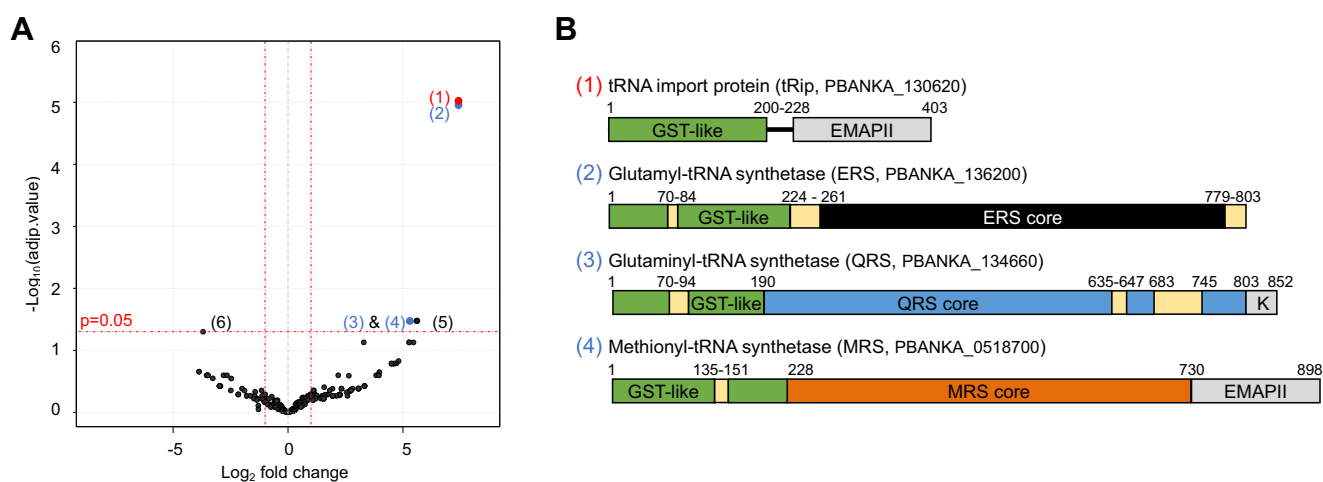 A
6
5
4
3
2
1
0
-Log₁₀(adjp.value)
(1)
(2)
p=0.05
(6)
(3) & (4)
(5)
-5 0 5
Log₂ fold change
B
(1) tRNA import protein (tRip, PBANKA_130620)
1 200-228 403
GST-like EMAPII
(2) Glutamyl-tRNA synthetase (ERS, PBANKA_136200)
1 70-84 224 - 261 779-803
GST-like ERS core
(3) Glutaminyl-tRNA synthetase (QRS, PBANKA_134660)
1 70-94 190 635-647 683 745 803 852
GST-like QRS core K
(4) Methionyl-tRNA synthetase (MRS, PBANKA_0518700)
1 135-151 228 730 898
GST-like MRS core EMAPII